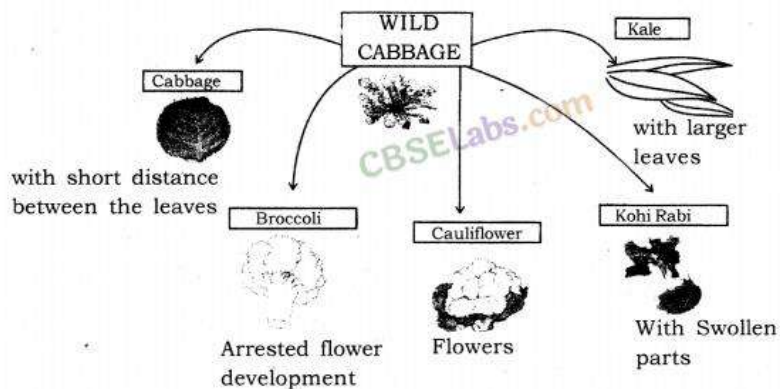 WILD
CABBAGE
Kale
Cabbage
with larger
leaves
with short distance
between the leaves
Broccoli
Cauliflower
Kohi Rabi
Arrested flower
development
Flowers
With Swollen
parts
CBSELabs.com